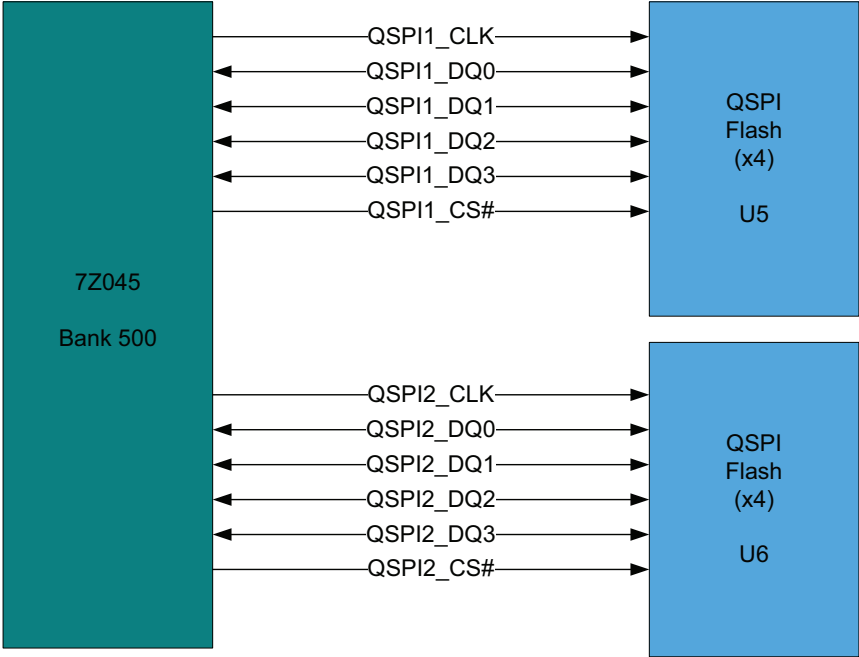 7Z045
Bank 500
QSPI1_CLK
QSPI1_DQ0
QSPI1_DQ1
QSPI1_DQ2
QSPI1_DQ3
QSPI1_CS#
QSPI
Flash
(x4)
U5
QSPI2_CLK
QSPI2_DQ0
QSPI2_DQ1
QSPI2_DQ2
QSPI2_DQ3
QSPI2_CS#
QSPI
Flash
(x4)
U6